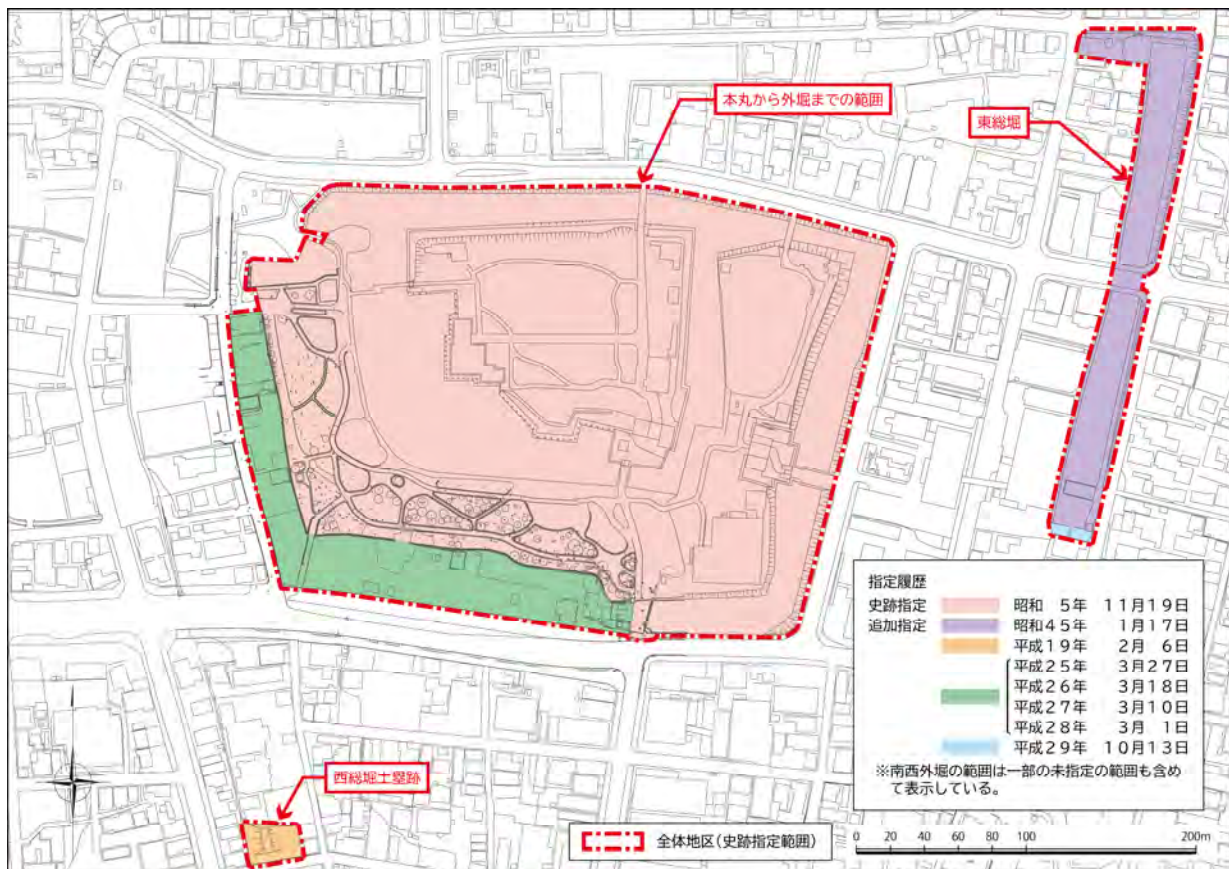 本丸から外堀までの範囲
東総堀
西総堀土塁跡
指定履歴
史跡指定 昭和 5年 11月19日
追加指定 昭和45年 1月17日
平成19年 2月 6日
平成25年 3月27日
平成26年 3月18日
平成27年 3月10日
平成28年 3月 1日
平成29年 10月13日
※南西外堀の範囲は一部の未指定の範囲も含め
て表示している。
全体地区(史跡指定範囲)
0 20 40 60 80 100 200m